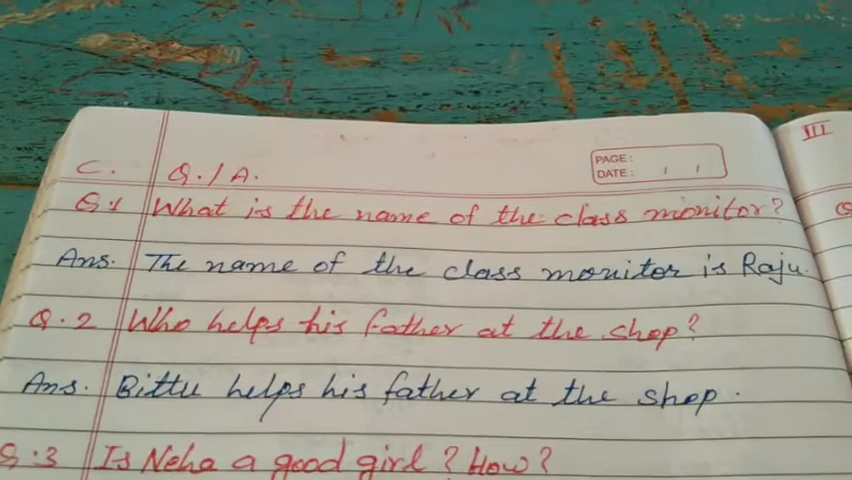 C. Q./A.
PAGE:
DATE: / /
III
Q.1 What is the name of the class monitor?
Ans. The name of the class monitor is Raju.
Q.2 Who helps his father at the shop?
Ans. Bittu helps his father at the shop.
Q.3 Is Neha a good girl? How?